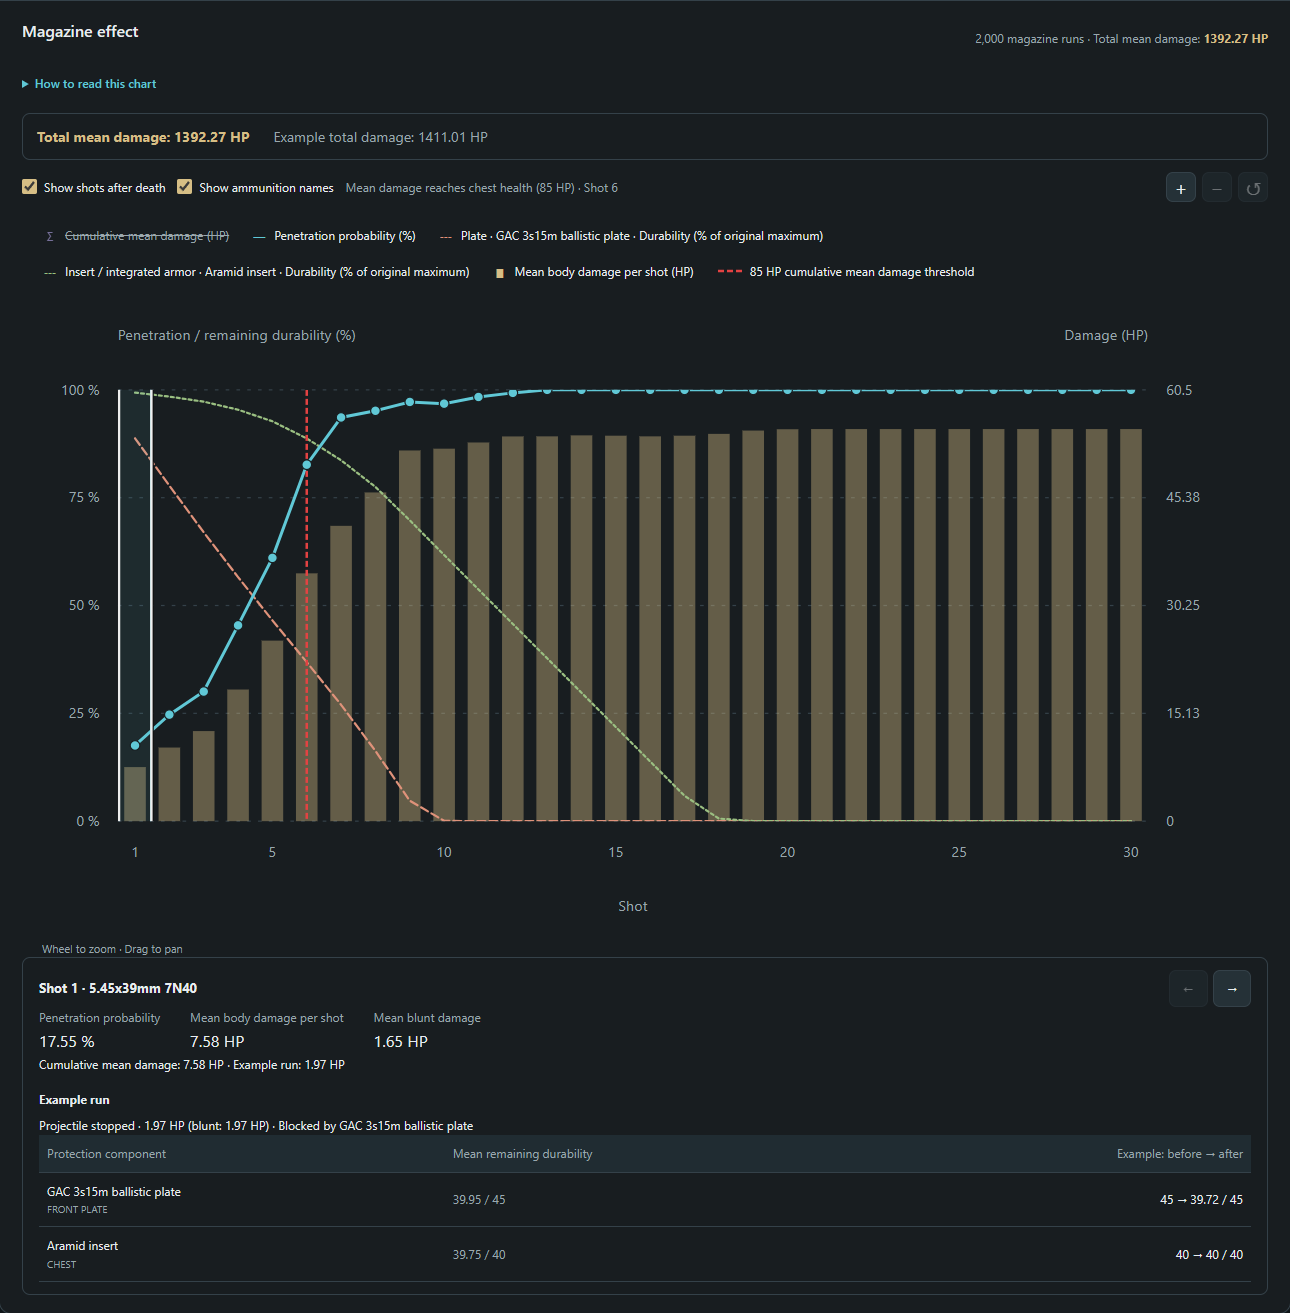 Magazine effect
2,000 magazine runs · Total mean damage: 1392.27 HP
▶ How to read this chart
Total mean damage: 1392.27 HP Example total damage: 1411.01 HP
Show shots after death Show ammunition names Mean damage reaches chest health (85 HP) · Shot 6
+ − ↺
Σ Cumulative mean damage (HP) — Penetration probability (%) --- Plate · GAC 3s15m ballistic plate · Durability (% of original maximum)
--- Insert / integrated armor · Aramid insert · Durability (% of original maximum) Mean body damage per shot (HP) 85 HP cumulative mean damage threshold
Penetration / remaining durability (%) Damage (HP)
100 % 60.5
75 % 45.38
50 % 30.25
25 % 15.13
0 % 0
1 5 10 15 20 25 30
Shot
Wheel to zoom · Drag to pan
Shot 1 · 5.45x39mm 7N40
← →
Penetration probability Mean body damage per shot Mean blunt damage
17.55 % 7.58 HP 1.65 HP
Cumulative mean damage: 7.58 HP · Example run: 1.97 HP
Example run
Projectile stopped · 1.97 HP (blunt: 1.97 HP) · Blocked by GAC 3s15m ballistic plate
Protection component Mean remaining durability Example: before → after
GAC 3s15m ballistic plate
FRONT PLATE
39.95 / 45 45 → 39.72 / 45
Aramid insert
CHEST
39.75 / 40 40 → 40 / 40